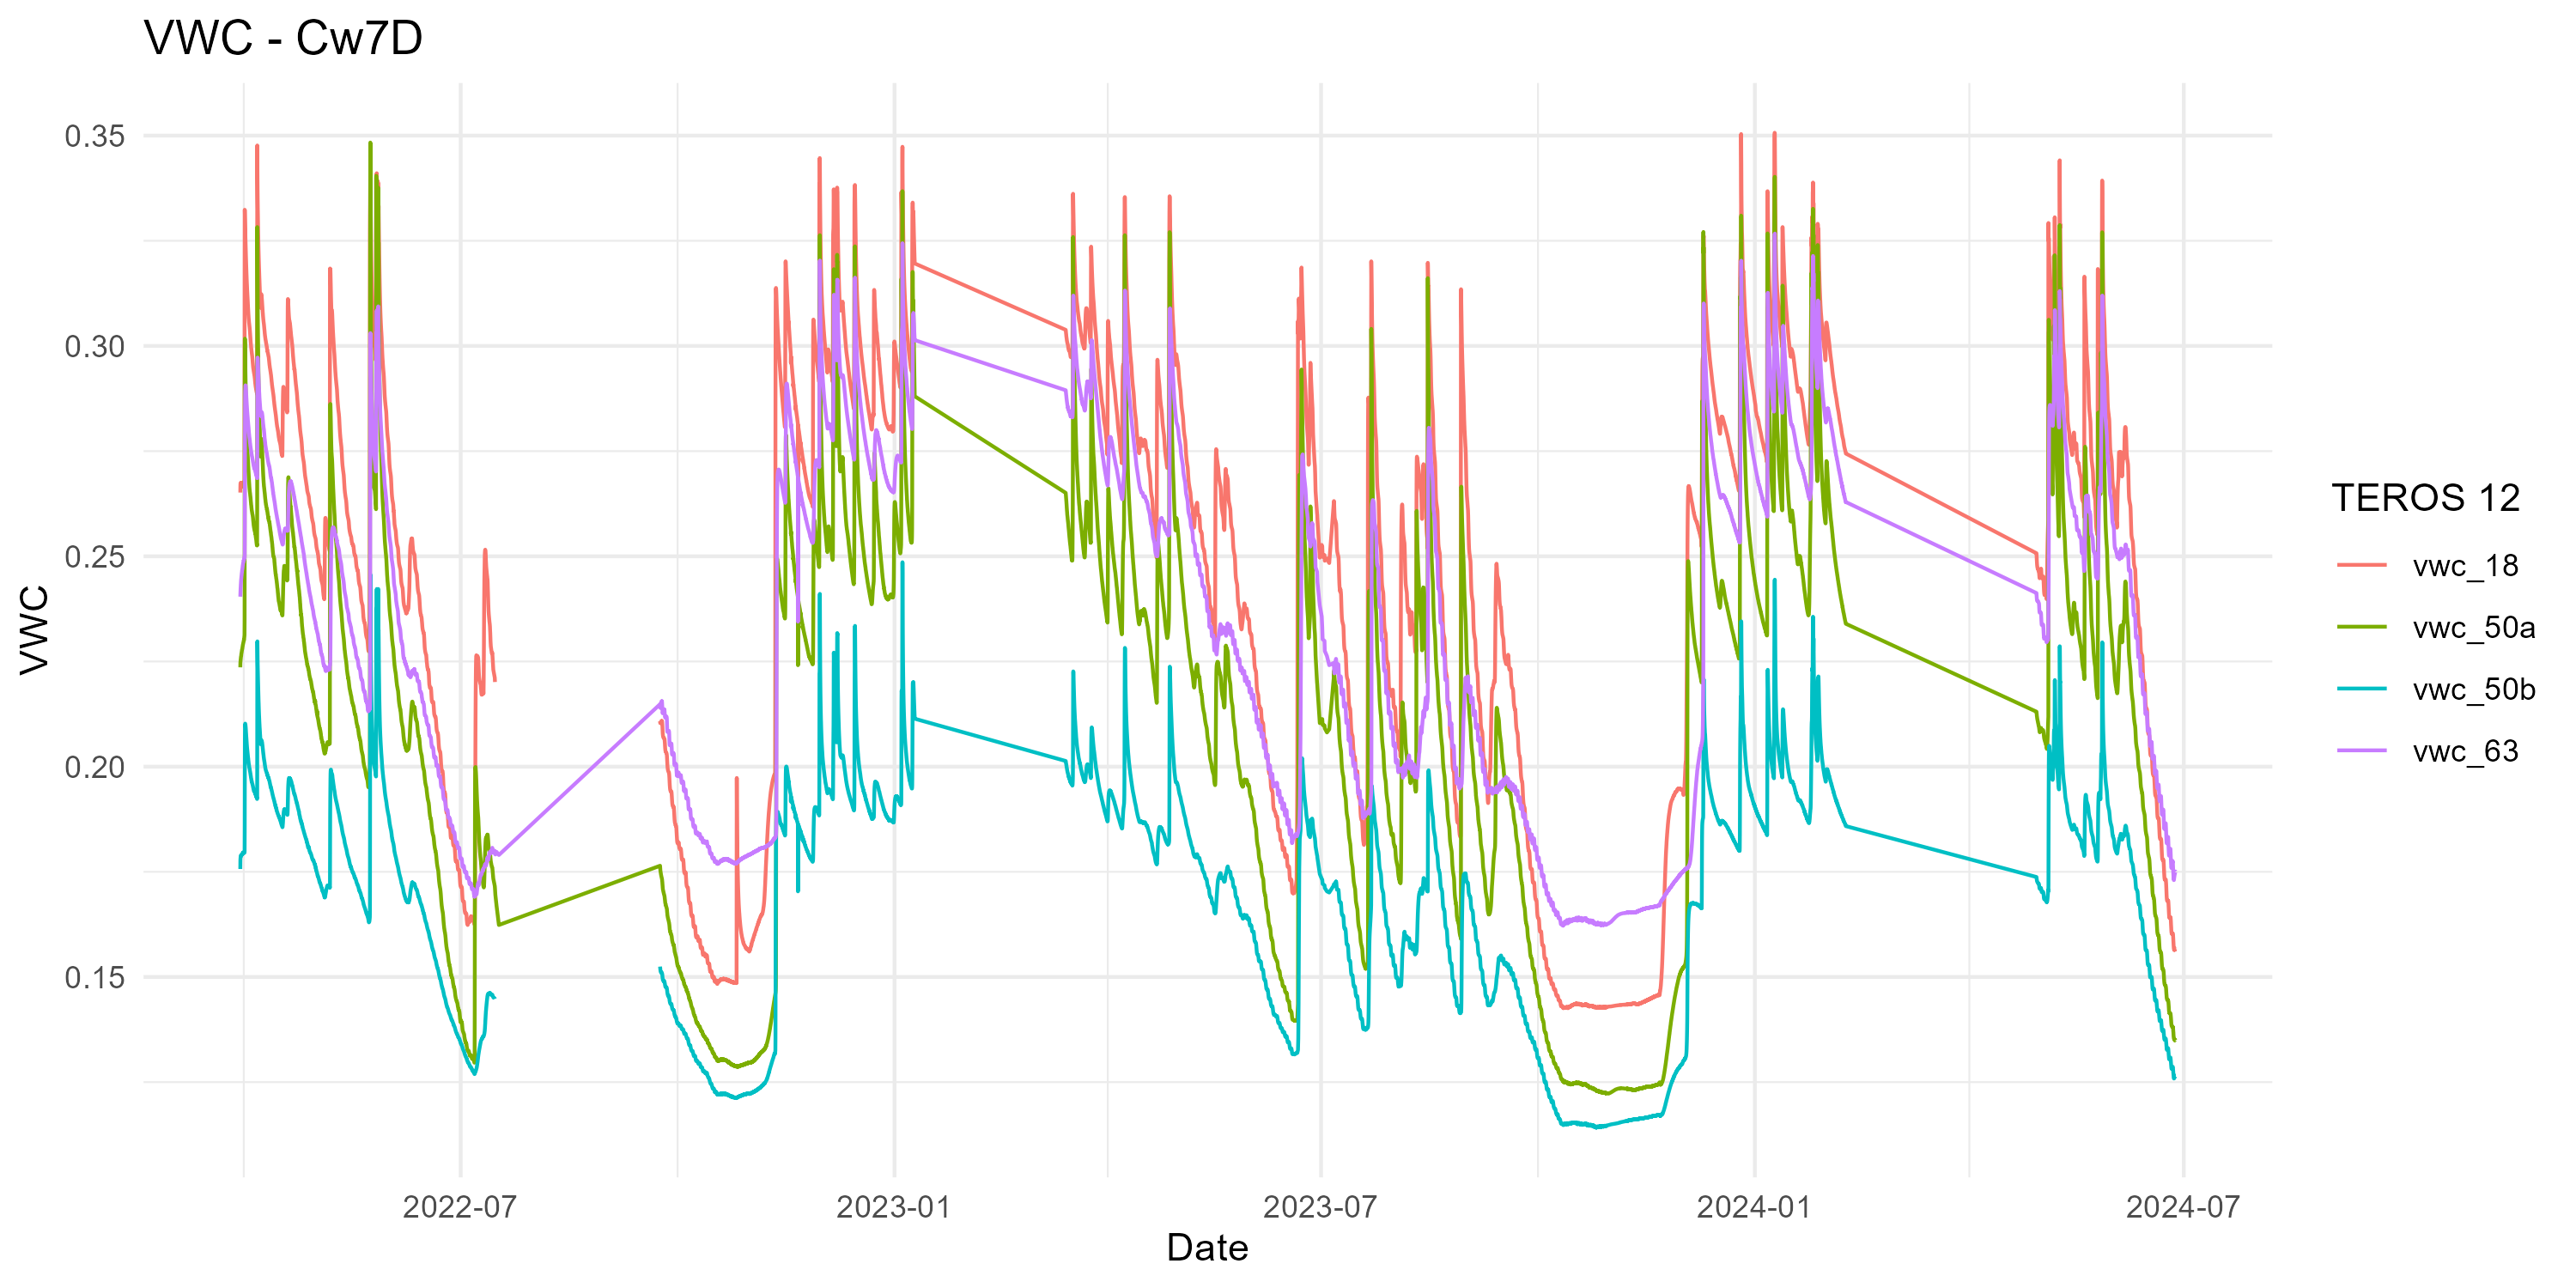 VWC - Cw7D
0.35
0.30
0.25
0.20
0.15
VWC
2022-07
2023-01
2023-07
2024-01
2024-07
Date
TEROS 12
vwc_18
vwc_50a
vwc_50b
vwc_63